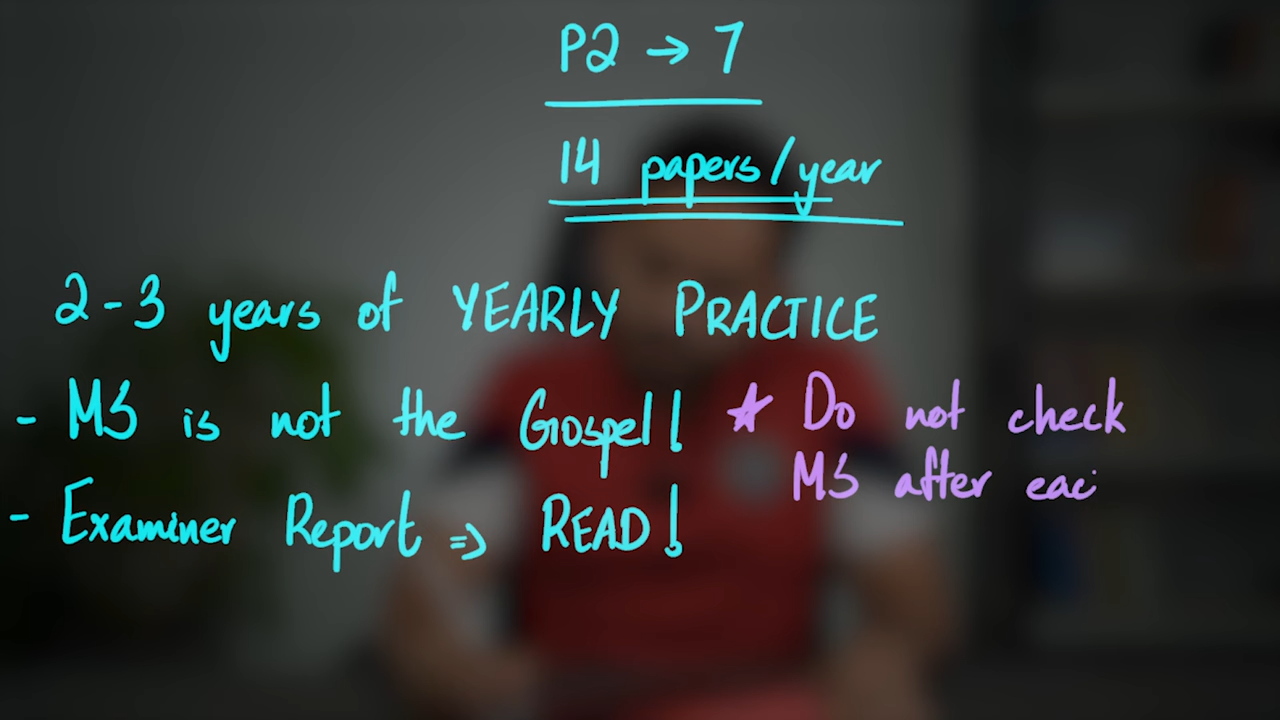 P2 → 7
14 papers/year
2-3 years of YEARLY PRACTICE
- MS is not the Gospel!
- Examiner Report => READ!
* Do not check
MS after eac